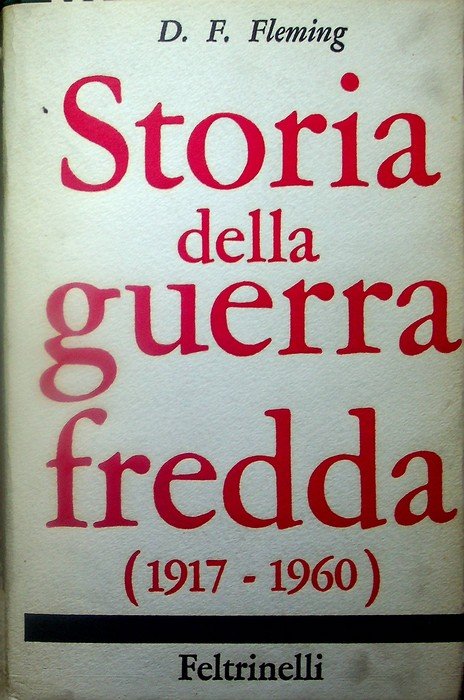 D. F. Fleming
Storia
della
guerra
fredda
(1917 - 1960)
Feltrinelli